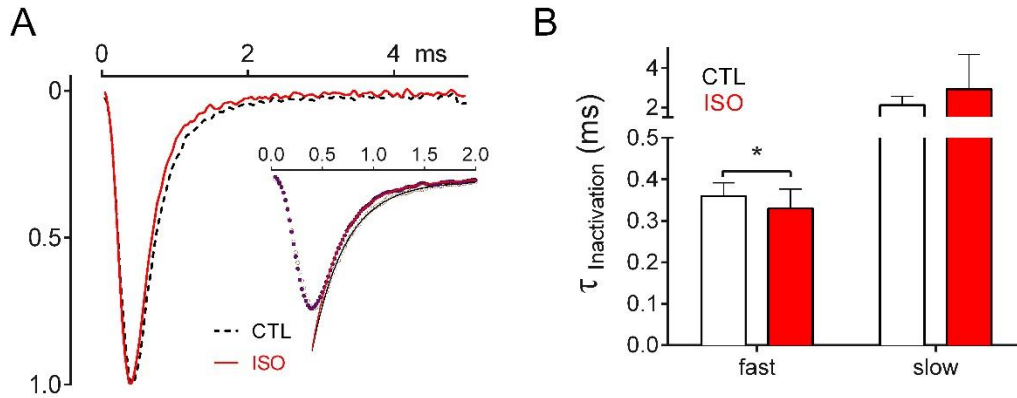 A
0 2 4 ms
0
0.5
1.0
0.0 0.5 1.0 1.5 2.0
CTL
ISO
B
τ Inactivation (ms)
4
2
0.5
0.4
0.3
0.2
0.1
0.0
CTL
ISO
*
fast slow